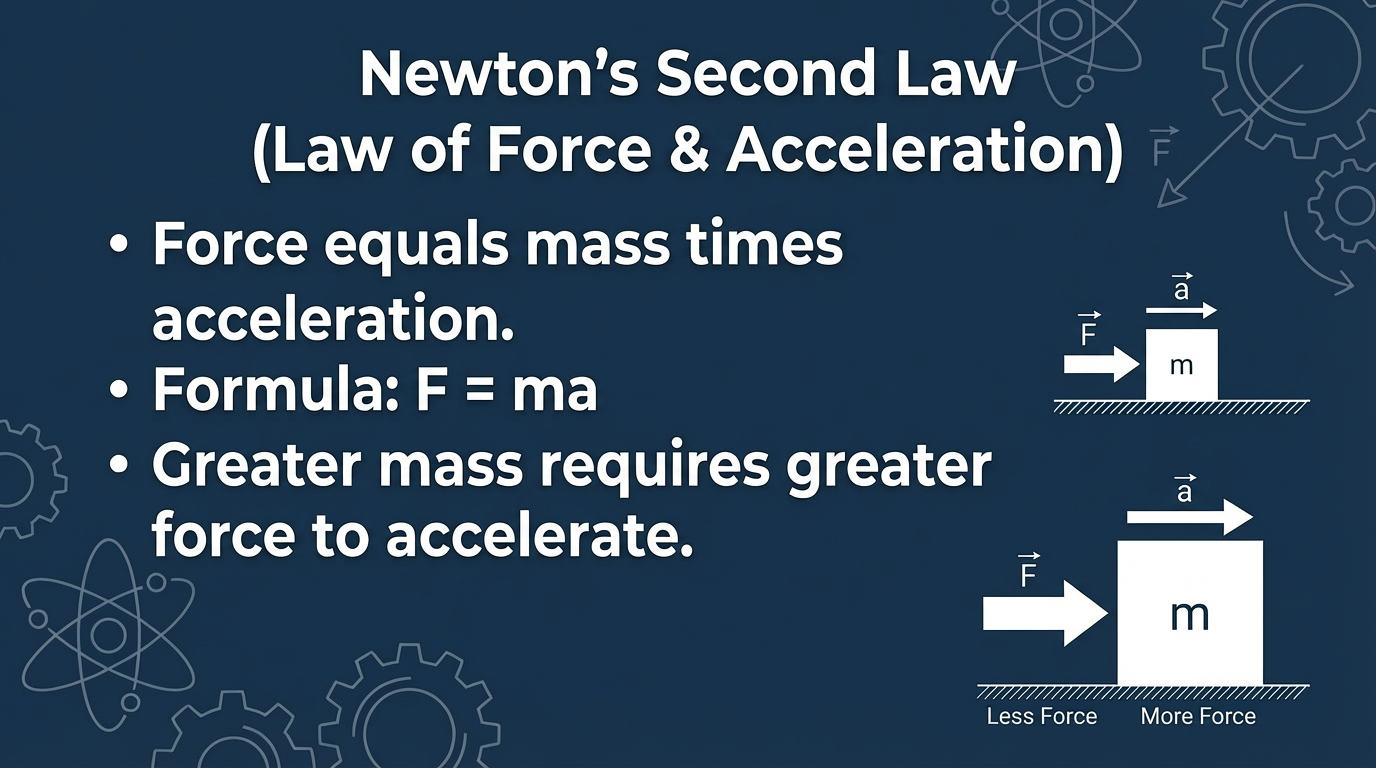 Newton’s Second Law
(Law of Force & Acceleration)
F
• Force equals mass times
acceleration.
• Formula: F = ma
• Greater mass requires greater
force to accelerate.
a
F
m
a
F
m
Less Force More Force